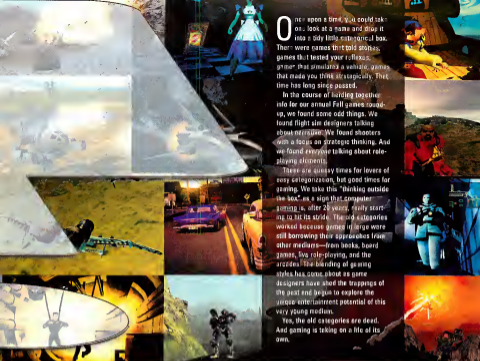 Once upon a time, you could take
one look at a game and drop it
into a tidy little categorical box.
There were games that told stories,
games that tested your reflexes,
games that simulated a vehicle, games
that made you think strategically. That
time has long since passed.
In the course of herding together
info for our annual Fall games round-
up, we found some odd things. We
found flight sim designers talking
about narrative. We found shooters
with a focus on strategic thinking. And
we found everyone talking about role-
playing elements.
These are queasy times for lovers of
easy categorization, but good times for
gaming. We take this "thinking outside
the box" as a sign that computer
gaming is, after 20 years, really start-
ing to hit its stride. The old categories
worked because games in large were
still borrowing their approaches from
other mediums—from books, board
games, live role-playing, and the
arcades. The blending of gaming
styles has come about as game
designers have shed the trappings of
the past and begun to explore the
unique entertainment potential of this
very young medium.
Yes, the old categories are dead.
And gaming is taking on a life of its
own.